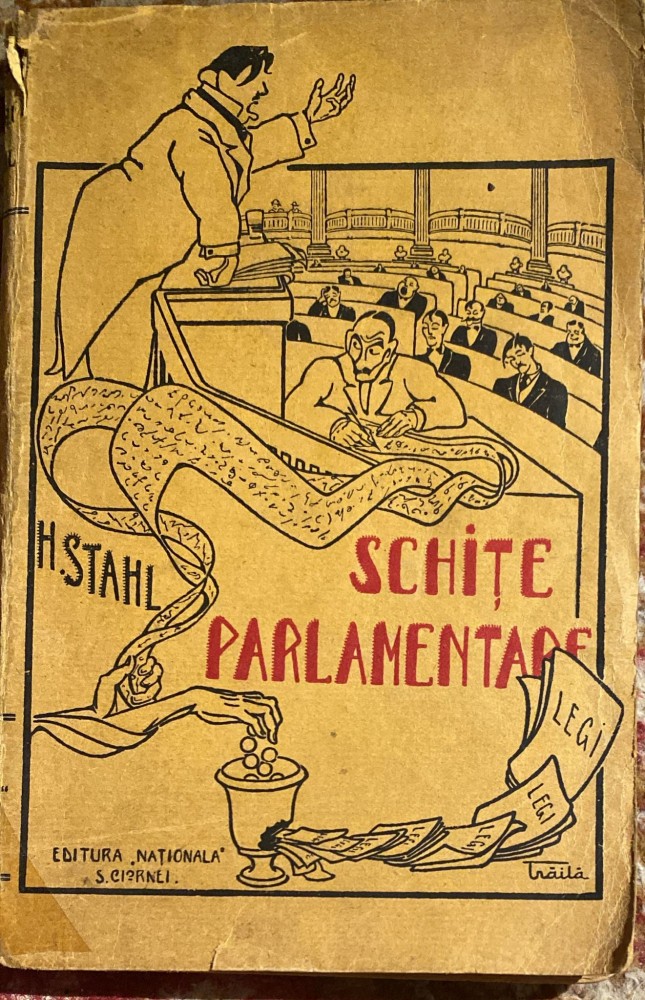 H. STAHL
SCHIȚE
PARLAMENTARE
LEGI
LEGI
LEGI
EDITURA „NAȚIONALA"
S. CIORNEI.
Trăilă